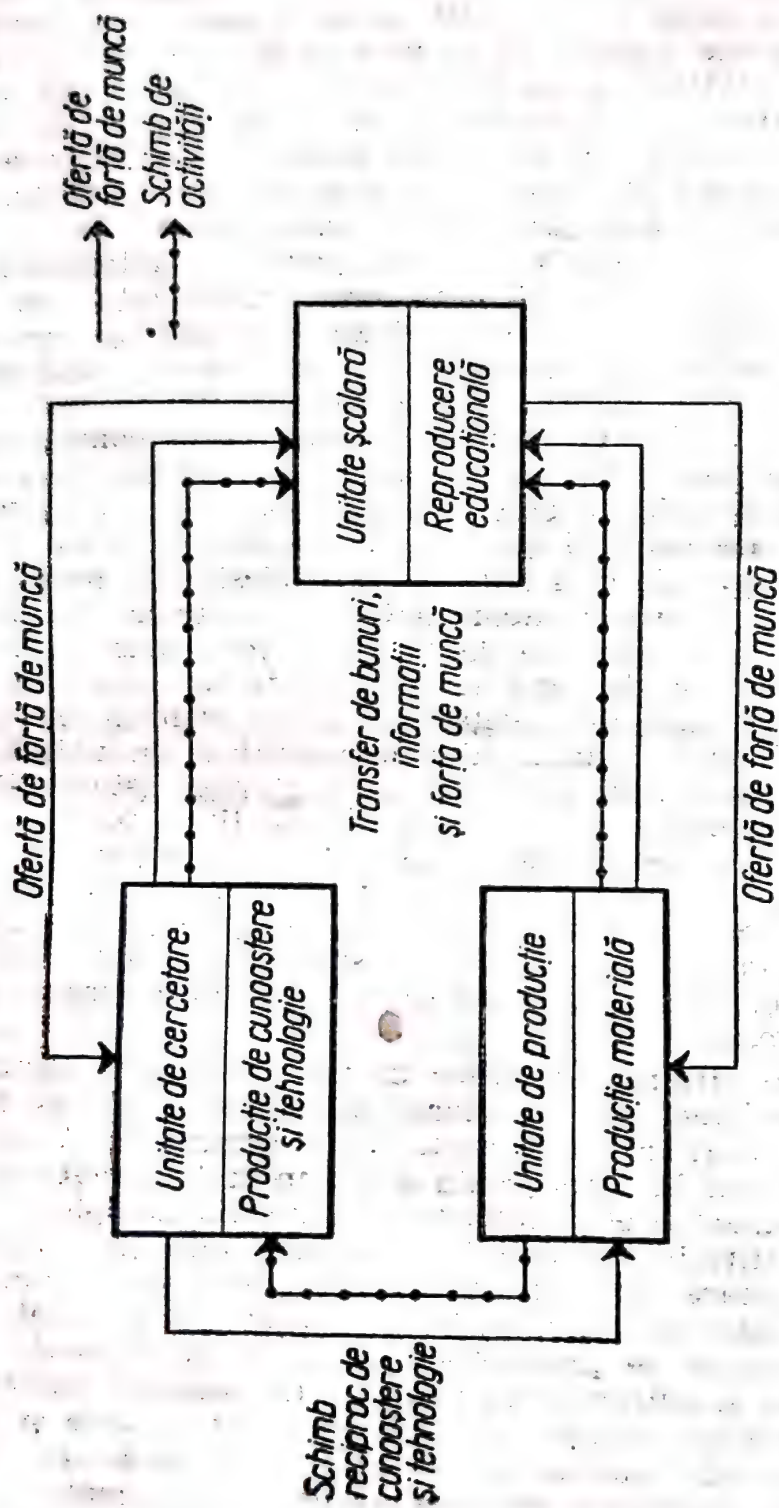 Ofertă de
forță de muncă
Schimb de
activități
Ofertă de forță de muncă
Unitate de cercetare
Producție de cunoaștere
și tehnologie
Unitate școlară
Reproducere
educațională
Transfer de bunuri,
informații
și forța de muncă
Schimb
reciproc de
cunoaștere
și tehnologie
Unitate de producție
Producție materială
Ofertă de forță de muncă